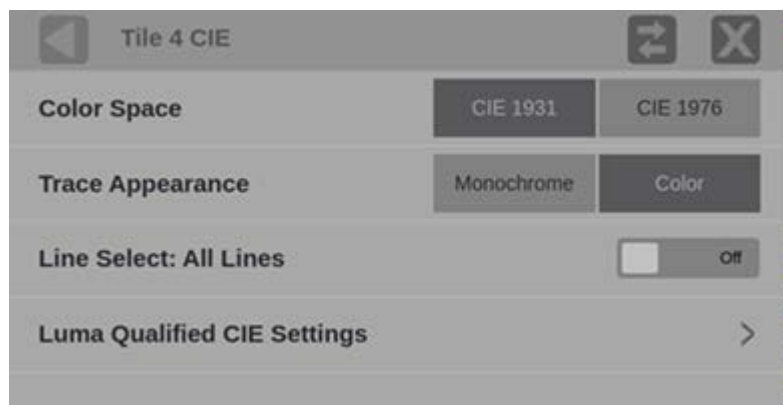 Tile 4 CIE
Color Space CIE 1931 CIE 1976
Trace Appearance Monochrome Color
Line Select: All Lines Off
Luma Qualified CIE Settings